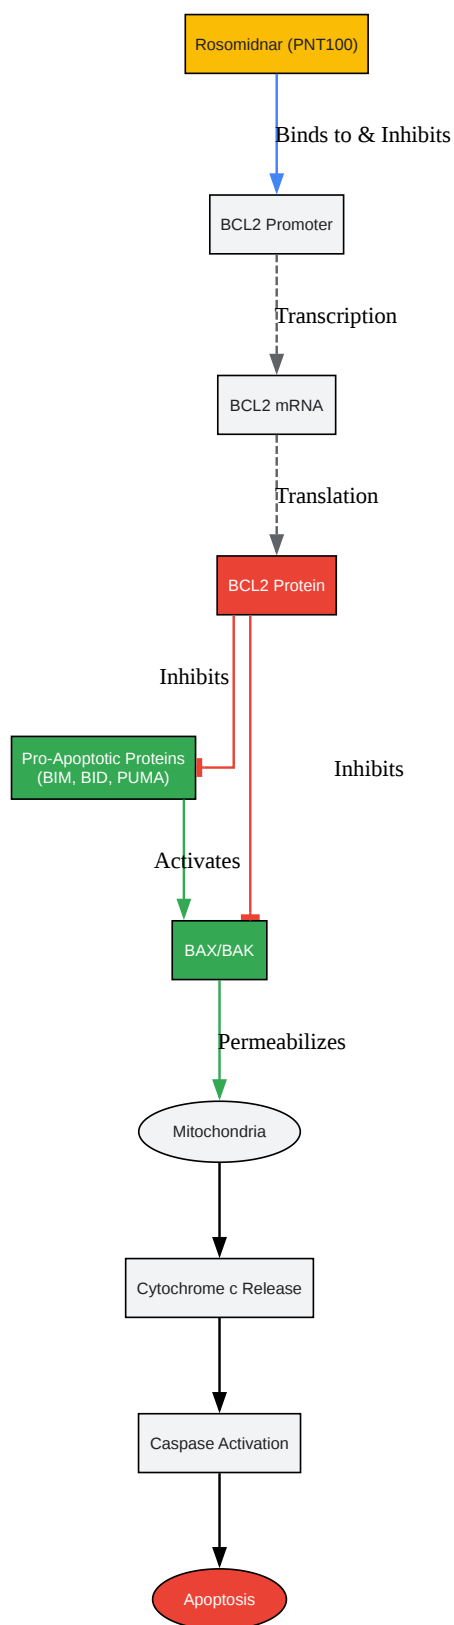 Rosomidnar (PNT100)
Binds to & Inhibits
BCL2 Promoter
Transcription
BCL2 mRNA
Translation
BCL2 Protein
Inhibits
Pro-Apoptotic Proteins
(BIM, BID, PUMA)
Inhibits
Activates
BAX/BAK
Permeabilizes
Mitochondria
Cytochrome c Release
Caspase Activation
Apoptosis